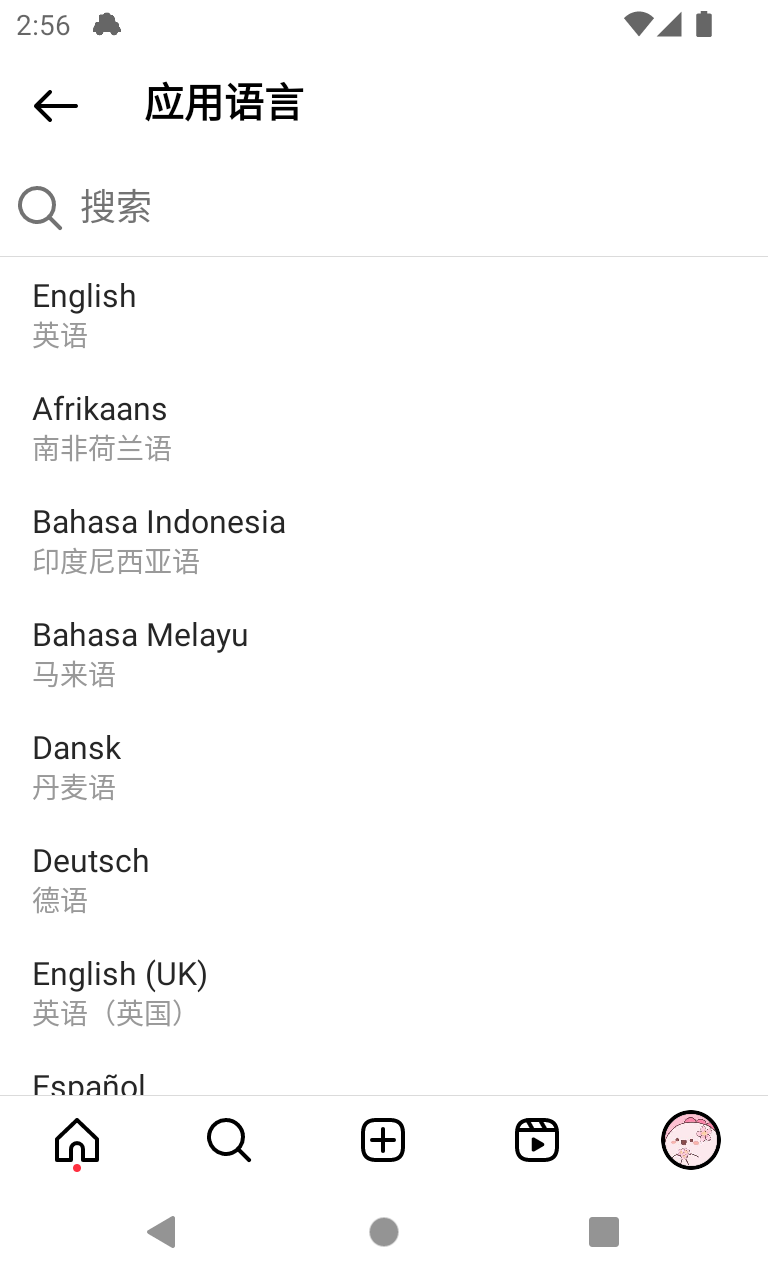 2:56
应用语言
搜索
English
英语
Afrikaans
南非荷兰语
Bahasa Indonesia
印度尼西亚语
Bahasa Melayu
马来语
Dansk
丹麦语
Deutsch
德语
English (UK)
英语（英国）
Español